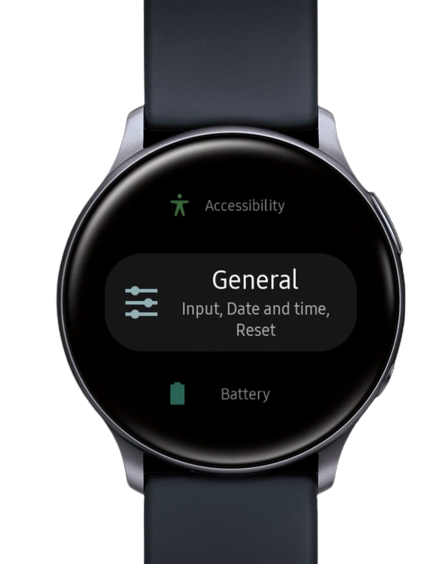 Accessibility
General
Input, Date and time,
Reset
Battery